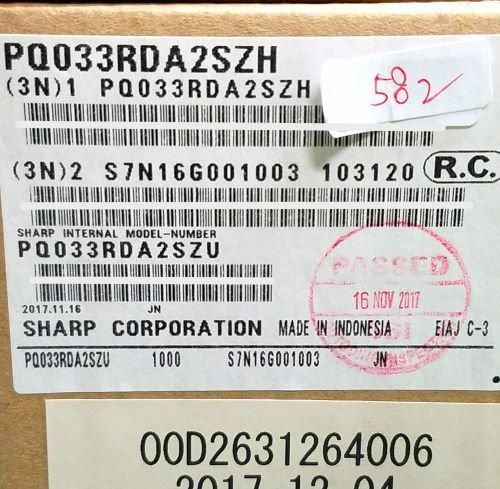 PQ033RDA2SZH
(3N)1 PQ033RDA2SZH
582
(3N)2 S7N16G001003 103120 R.C.
SHARP INTERNAL MODEL-NUMBER
PQ033RDA2SZU
PASSED
16 NOV 2017
2017.11.16 JN
SHARP CORPORATION MADE IN INDONESIA EIAJ C-3
PQ033RDA2SZU 1000 S7N16G001003 JN
00D2631264006
2017.12.04